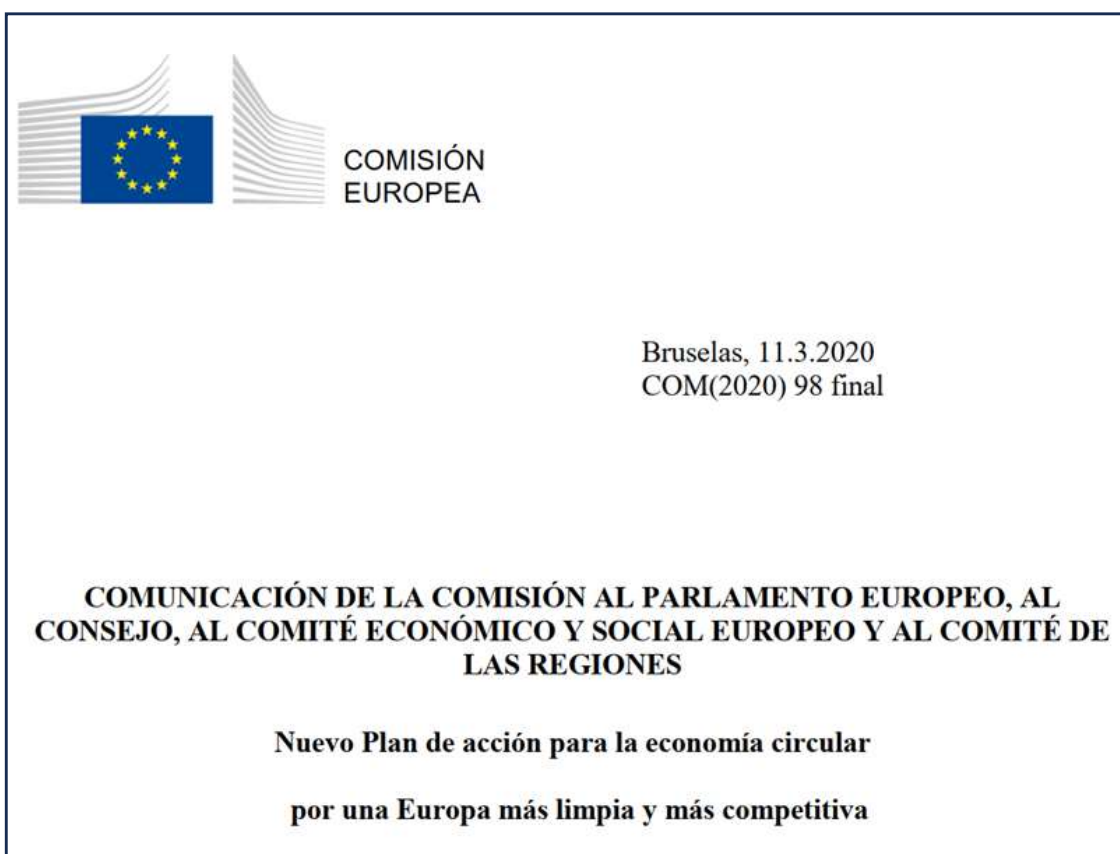 COMISIÓN
EUROPEA
Bruselas, 11.3.2020
COM(2020) 98 final
COMUNICACIÓN DE LA COMISIÓN AL PARLAMENTO EUROPEO, AL
CONSEJO, AL COMITÉ ECONÓMICO Y SOCIAL EUROPEO Y AL COMITÉ DE
LAS REGIONES
Nuevo Plan de acción para la economía circular
por una Europa más limpia y más competitiva